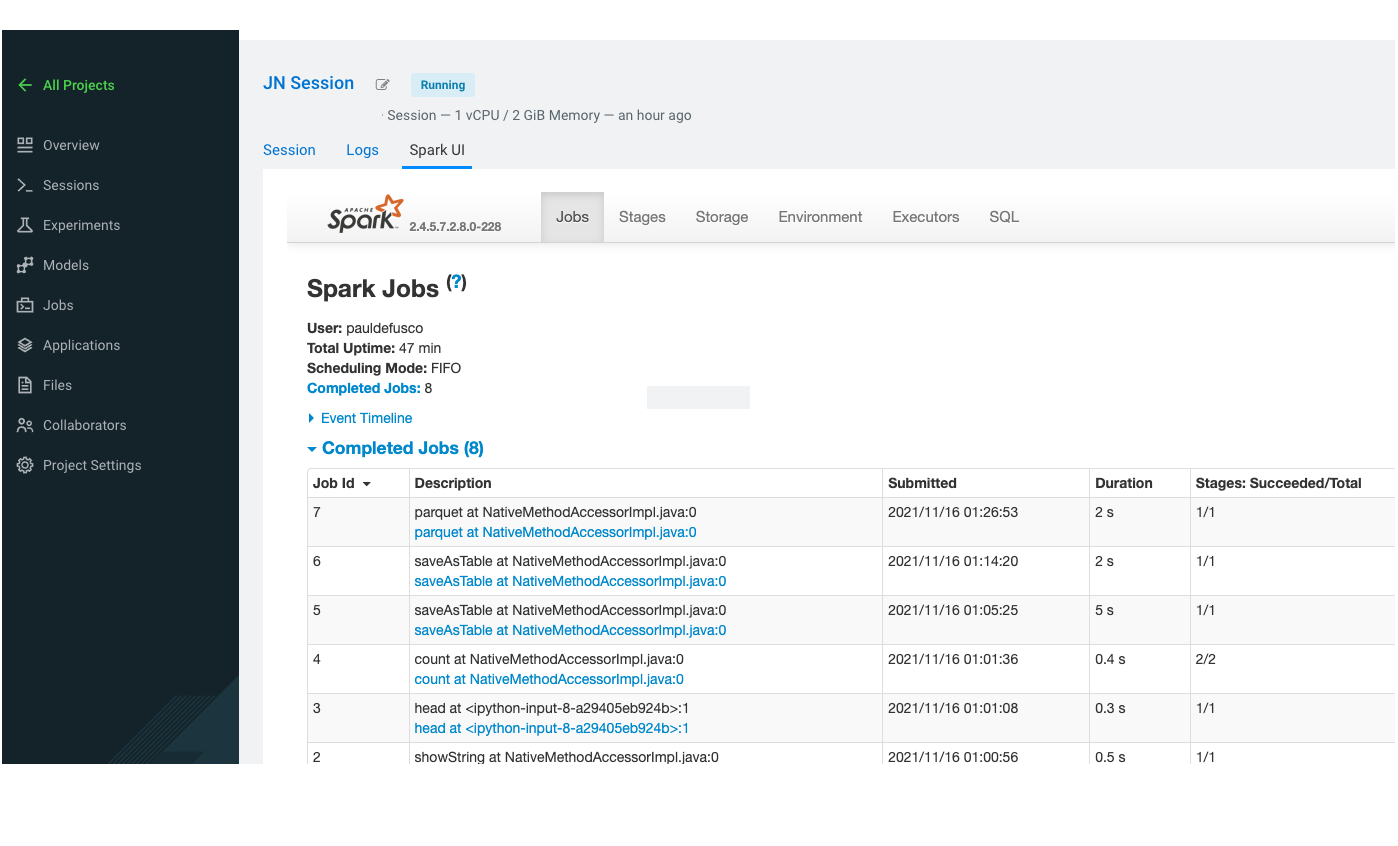 All Projects
Overview
Sessions
Experiments
Models
Jobs
Applications
Files
Collaborators
Project Settings
JN Session Running
· Session — 1 vCPU / 2 GiB Memory — an hour ago
Session Logs Spark UI
APACHE Spark 2.4.5.7.2.8.0-228 Jobs Stages Storage Environment Executors SQL
Spark Jobs (?)
User: pauldefusco
Total Uptime: 47 min
Scheduling Mode: FIFO
Completed Jobs: 8
Event Timeline
Completed Jobs (8)
Job Id Description Submitted Duration Stages: Succeeded/Total
7 parquet at NativeMethodAccessorImpl.java:0 2021/11/16 01:26:53 2 s 1/1
parquet at NativeMethodAccessorImpl.java:0
6 saveAsTable at NativeMethodAccessorImpl.java:0 2021/11/16 01:14:20 2 s 1/1
saveAsTable at NativeMethodAccessorImpl.java:0
5 saveAsTable at NativeMethodAccessorImpl.java:0 2021/11/16 01:05:25 5 s 1/1
saveAsTable at NativeMethodAccessorImpl.java:0
4 count at NativeMethodAccessorImpl.java:0 2021/11/16 01:01:36 0.4 s 2/2
count at NativeMethodAccessorImpl.java:0
3 head at <ipython-input-8-a29405eb924b>:1 2021/11/16 01:01:08 0.3 s 1/1
head at <ipython-input-8-a29405eb924b>:1
2 showString at NativeMethodAccessorImpl.java:0 2021/11/16 01:00:56 0.5 s 1/1